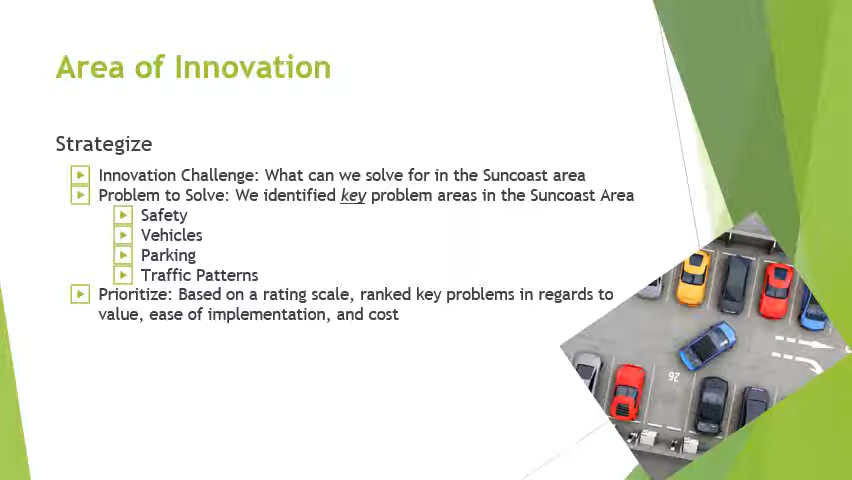 Area of Innovation
Strategize
Innovation Challenge: What can we solve for in the Suncoast area
Problem to Solve: We identified key problem areas in the Suncoast Area
Safety
Vehicles
Parking
Traffic Patterns
Prioritize: Based on a rating scale, ranked key problems in regards to
value, ease of implementation, and cost
26